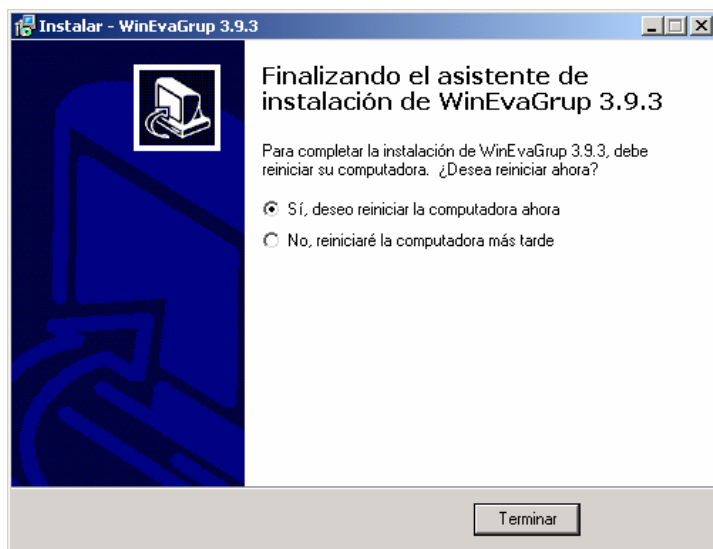 Instalar - WinEvaGrup 3.9.3
Finalizando el asistente de
instalación de WinEvaGrup 3.9.3
Para completar la instalación de WinEvaGrup 3.9.3, debe
reiniciar su computadora. ¿Desea reiniciar ahora?
Sí, deseo reiniciar la computadora ahora
No, reiniciaré la computadora más tarde
Terminar